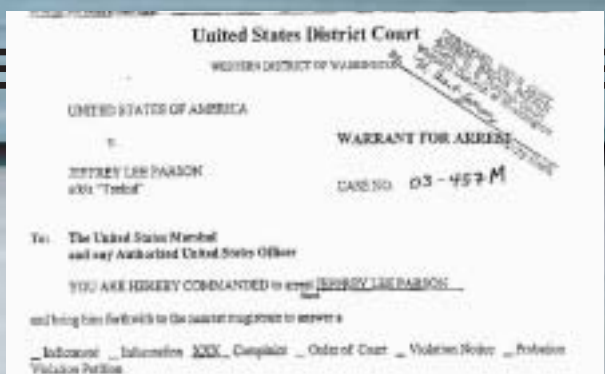 United States District Court
WESTERN DISTRICT OF WASHINGTON
UNITED STATES OF AMERICA
v.
WARRANT FOR ARREST
JEFFREY LEE PARSON
a/k/a "Teekid"
CASE NO. 03-457M
To: The United States Marshal
and any Authorized United States Officer
YOU ARE HEREBY COMMANDED to arrest JEFFREY LEE PARSON
and bring him forthwith to the nearest magistrate to answer a
_ Indictment _ Information XXX_ Complaint _ Order of Court _ Violation Notice _ Probation
Violation Petition